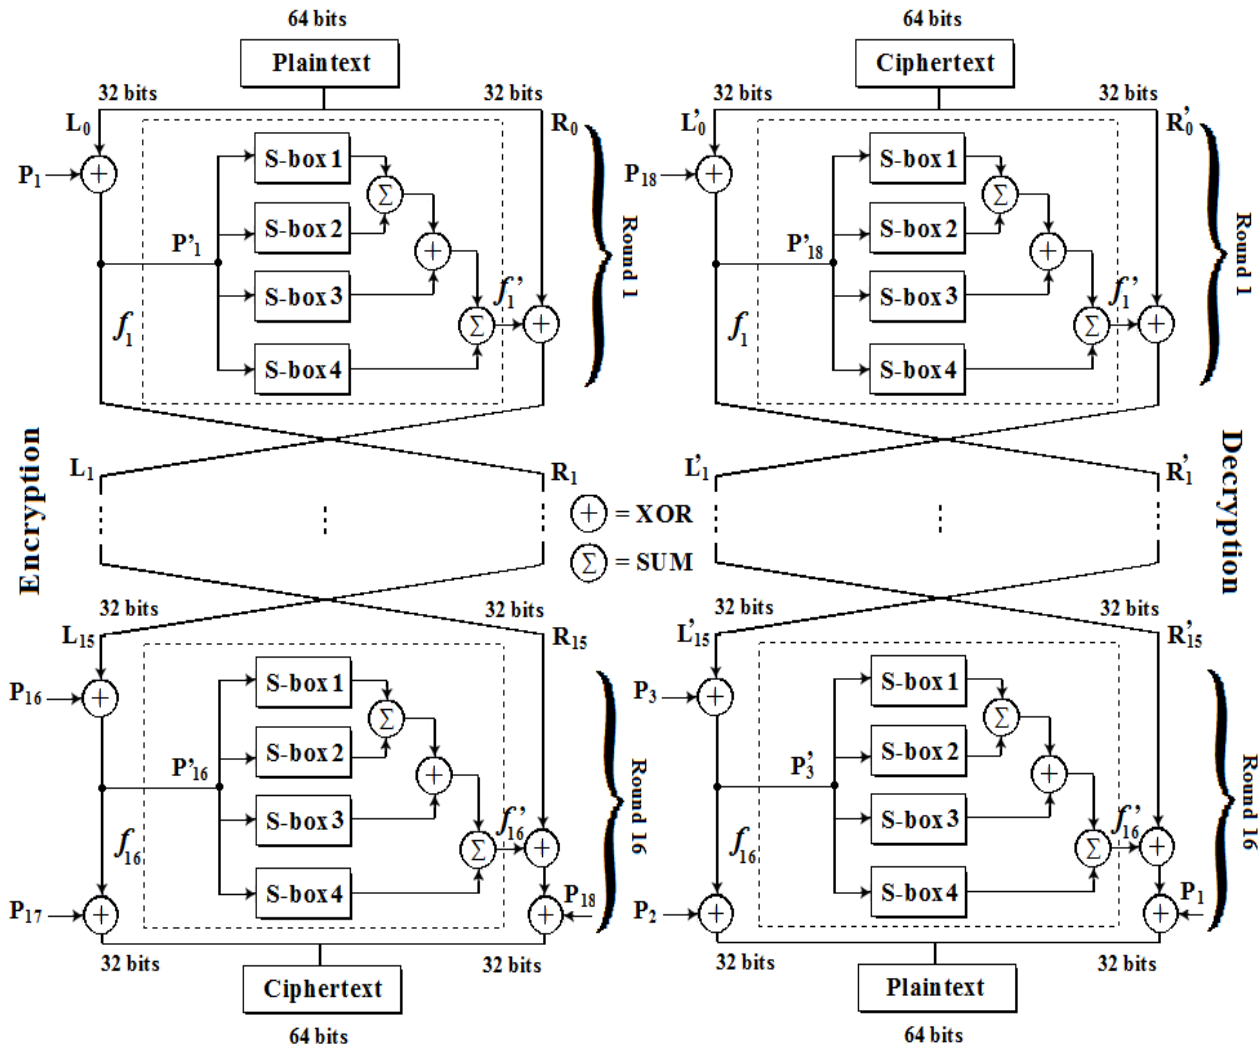 64 bits
Plaintext
32 bits
32 bits
L0
R0
P1
S-box 1
Σ
S-box 2
P'1
S-box 3
f1'
Σ
f1
S-box 4
Round 1
L1
R1
Encryption
32 bits
32 bits
L15
R15
P16
S-box 1
Σ
S-box 2
P'16
S-box 3
f16'
Σ
f16
S-box 4
P17
P18
Round 16
32 bits
32 bits
Ciphertext
64 bits
+ = XOR
Σ = SUM
64 bits
Ciphertext
32 bits
32 bits
L'0
R'0
P18
S-box 1
Σ
S-box 2
P'18
S-box 3
f1'
Σ
f1
S-box 4
Round 1
L'1
R'1
Decryption
32 bits
32 bits
L'15
R'15
P3
S-box 1
Σ
S-box 2
P'3
S-box 3
f16'
Σ
f16
S-box 4
P2
P1
Round 16
32 bits
32 bits
Plaintext
64 bits